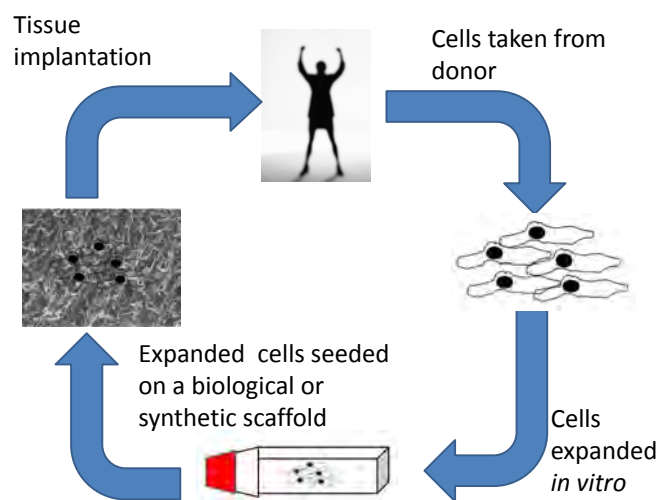 Tissue
implantation
Cells taken from
donor
Expanded cells seeded
on a biological or
synthetic scaffold
Cells
expanded
in vitro